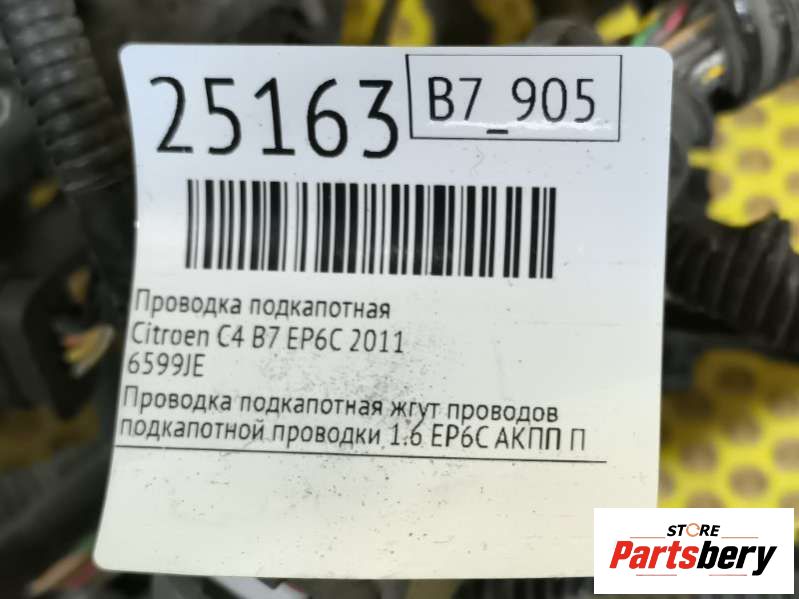 25163
B7_905
Проводка подкапотная
Citroen C4 B7 EP6C 2011
6599JE
Проводка подкапотная жгут проводов
подкапотной проводки 1.6 EP6C АКПП П
STORE
Partsbery